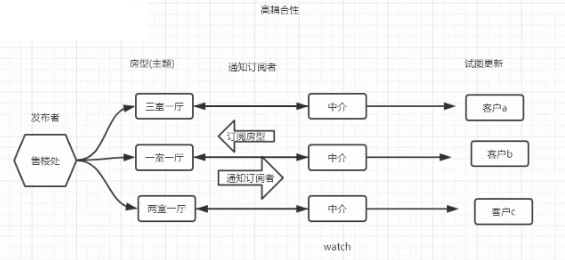 高耦合性
房型(主题)
通知订阅者
试图更新
发布者
三室一厅
中介
客户a
订阅房型
售楼处
一室一厅
中介
客户b
通知订阅者
两室一厅
中介
客户c
watch